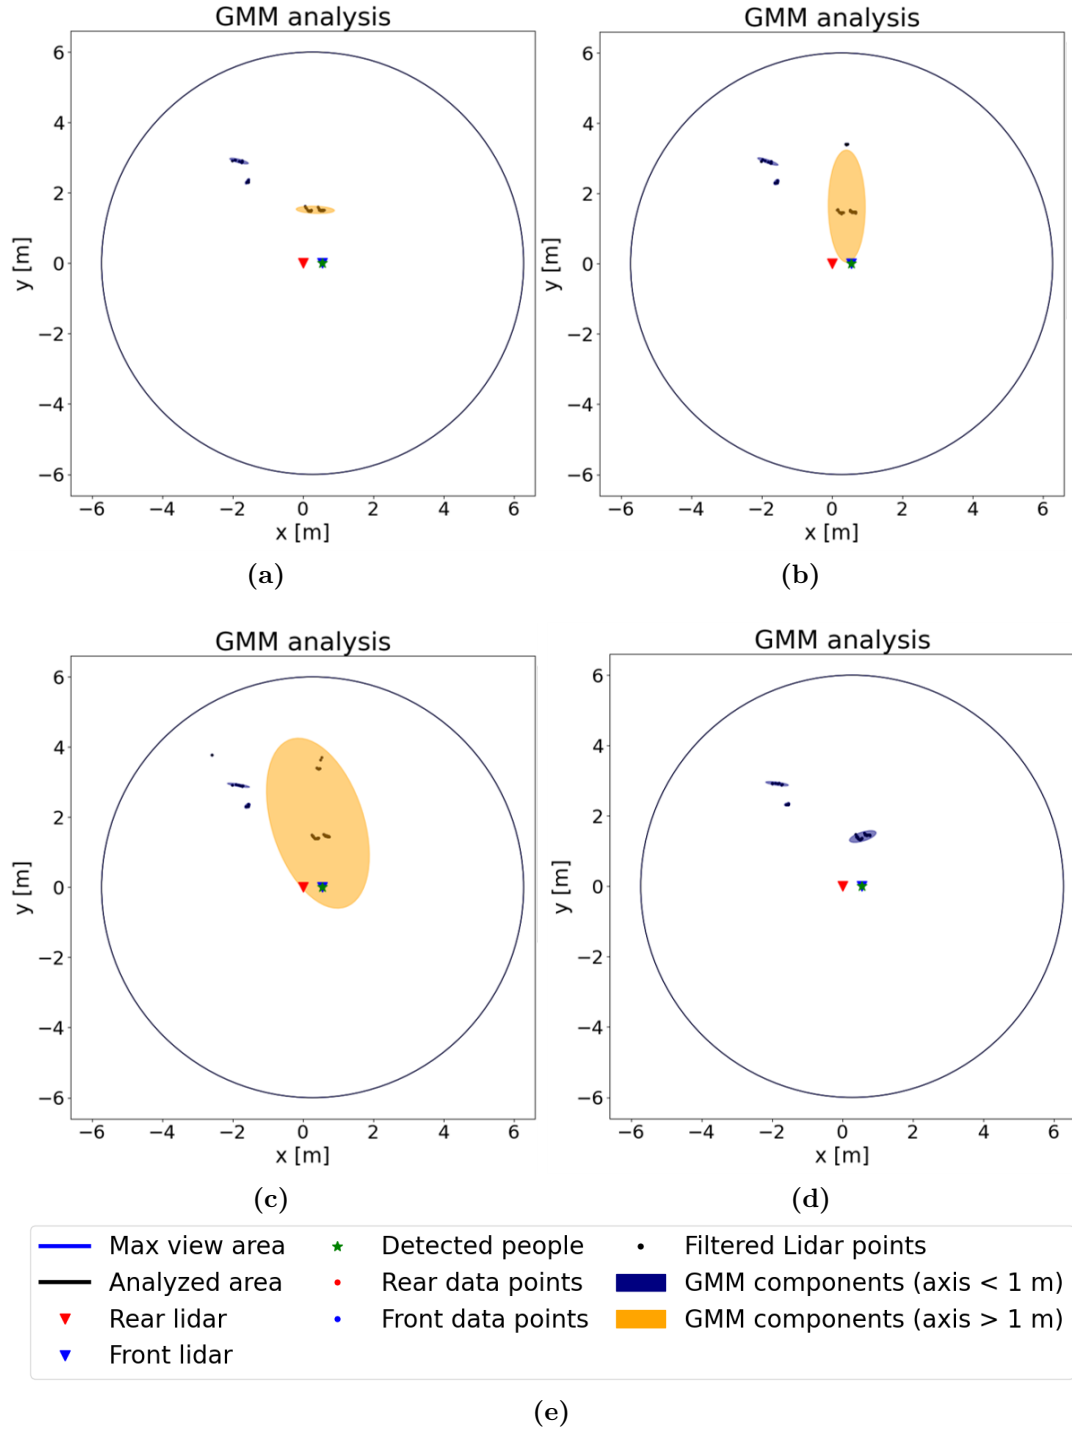 GMM analysis
6
4
2
0
−2
−4
−6
y [m]
−6 −4 −2 0 2 4 6
x [m]
(a)
GMM analysis
6
4
2
0
−2
−4
−6
y [m]
−6 −4 −2 0 2 4 6
x [m]
(b)
GMM analysis
6
4
2
0
−2
−4
−6
y [m]
−6 −4 −2 0 2 4 6
x [m]
(c)
GMM analysis
6
4
2
0
−2
−4
−6
y [m]
−6 −4 −2 0 2 4 6
x [m]
(d)
Max view area
Analyzed area
Rear lidar
Front lidar
Detected people
Rear data points
Front data points
Filtered Lidar points
GMM components (axis < 1 m)
GMM components (axis > 1 m)
(e)